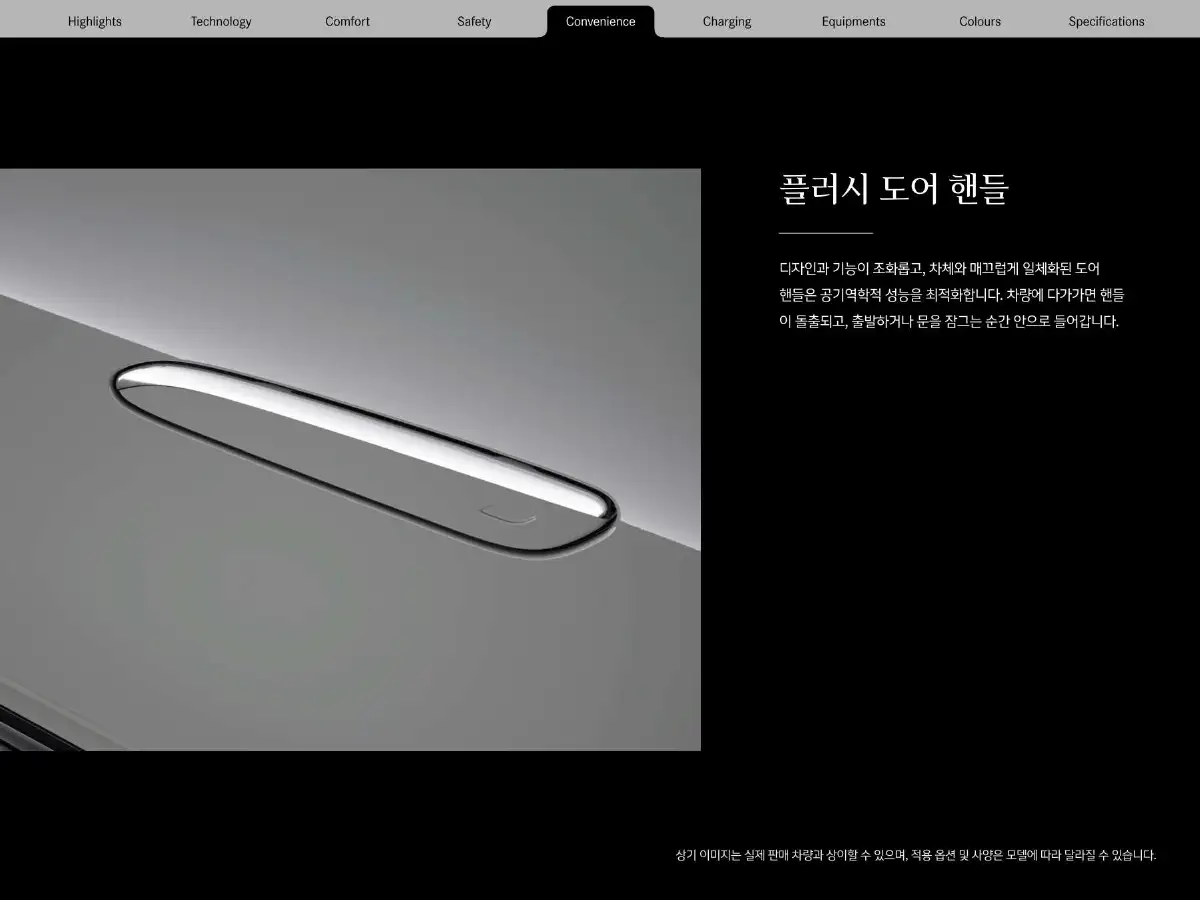 Highlights
Technology
Comfort
Safety
Convenience
Charging
Equipments
Colours
Specifications
플러시 도어 핸들
디자인과 기능이 조화롭고, 차체와 매끄럽게 일체화된 도어
핸들은 공기역학적 성능을 최적화합니다. 차량에 다가가면 핸들
이 돌출되고, 출발하거나 문을 잠그는 순간 안으로 들어갑니다.
상기 이미지는 실제 판매 차량과 상이할 수 있으며, 적용 옵션 및 사양은 모델에 따라 달라질 수 있습니다.